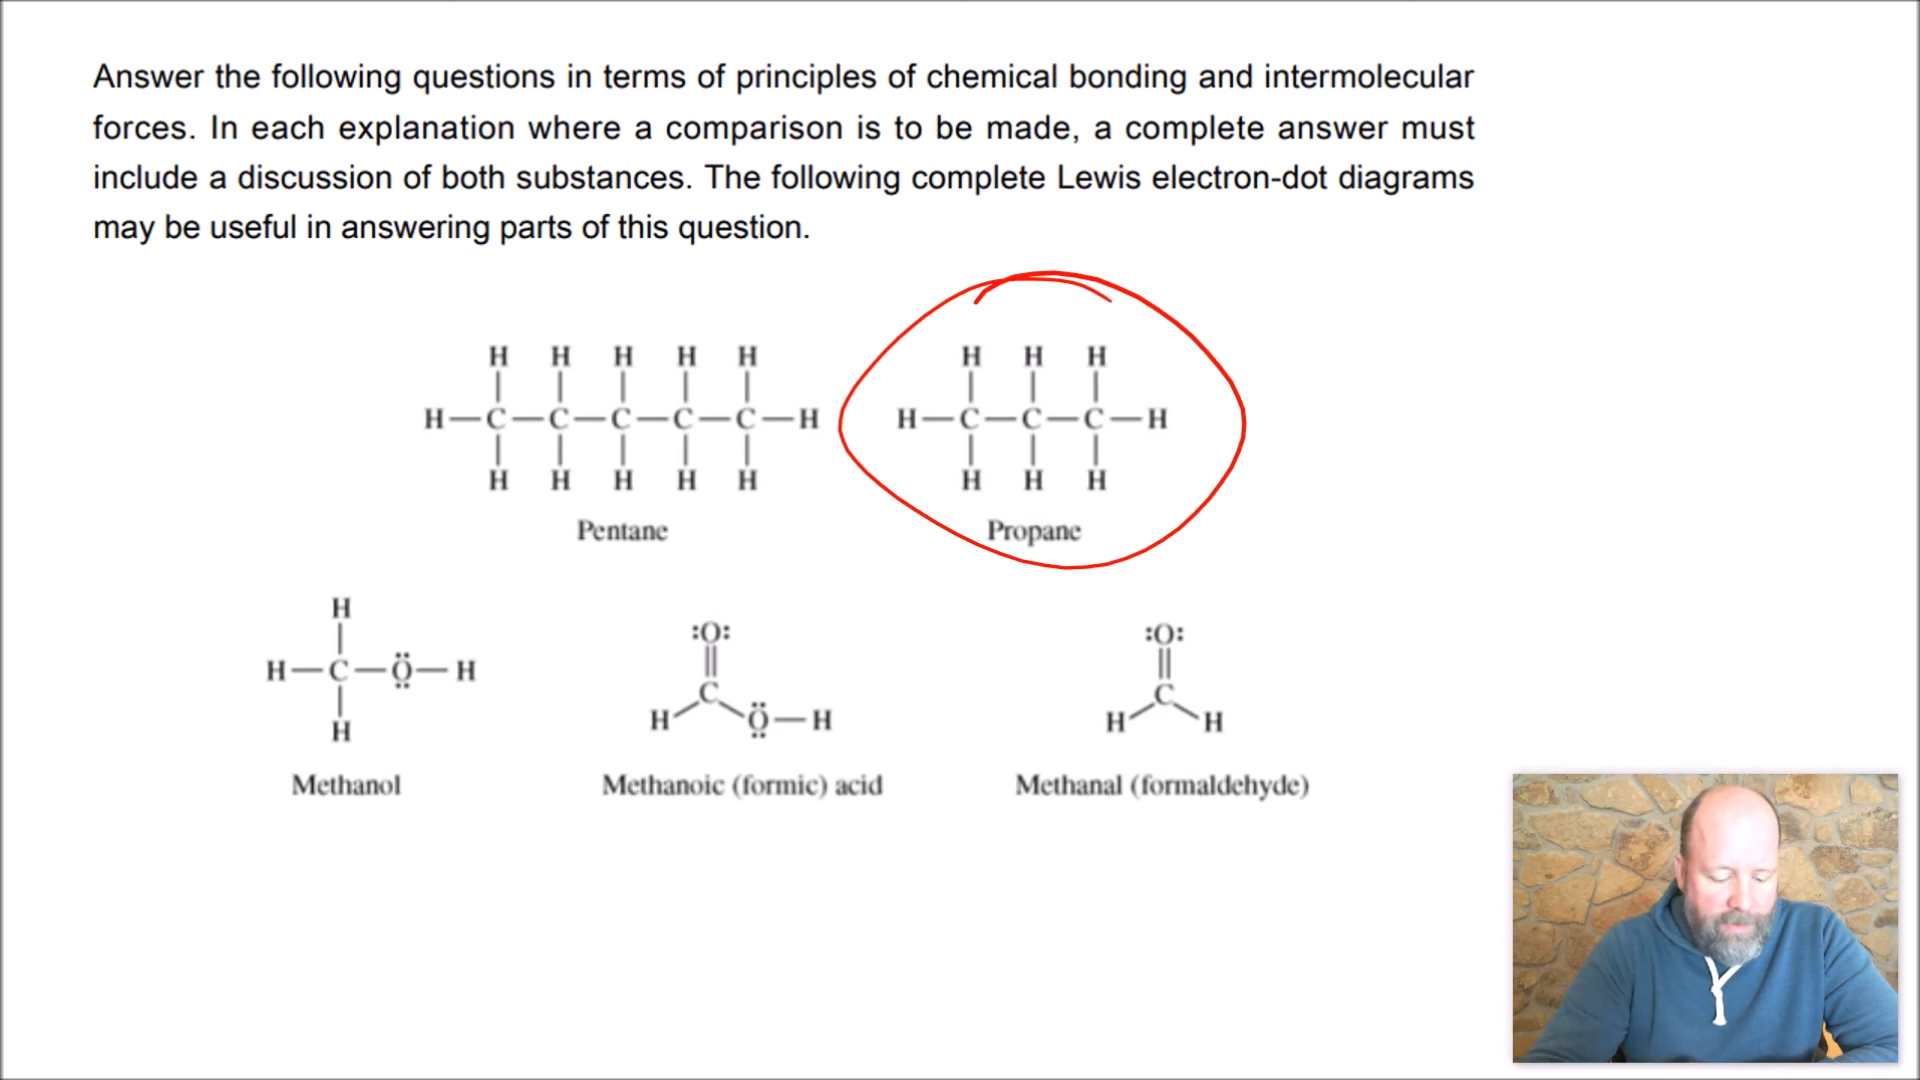 Answer the following questions in terms of principles of chemical bonding and intermolecular
forces. In each explanation where a comparison is to be made, a complete answer must
include a discussion of both substances. The following complete Lewis electron-dot diagrams
may be useful in answering parts of this question.
H H H H H
H—C—C—C—C—C—H
H H H H H
Pentane
H H H
H—C—C—C—H
H H H
Propane
H
H—C—Ö—H
H
Methanol
:O:
C
H Ö—H
Methanoic (formic) acid
:O:
C
H H
Methanal (formaldehyde)